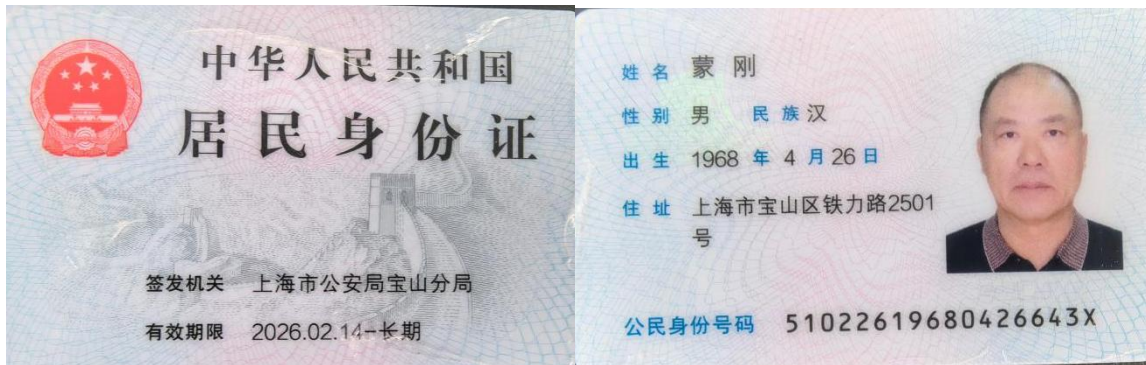 中华人民共和国
居民身份证
签发机关 上海市公安局宝山分局
有效期限 2026.02.14-长期
姓名 蒙刚
性别 男 民族 汉
出生 1968 年 4 月 26 日
住址 上海市宝山区铁力路2501
号
公民身份号码 51022619680426643X